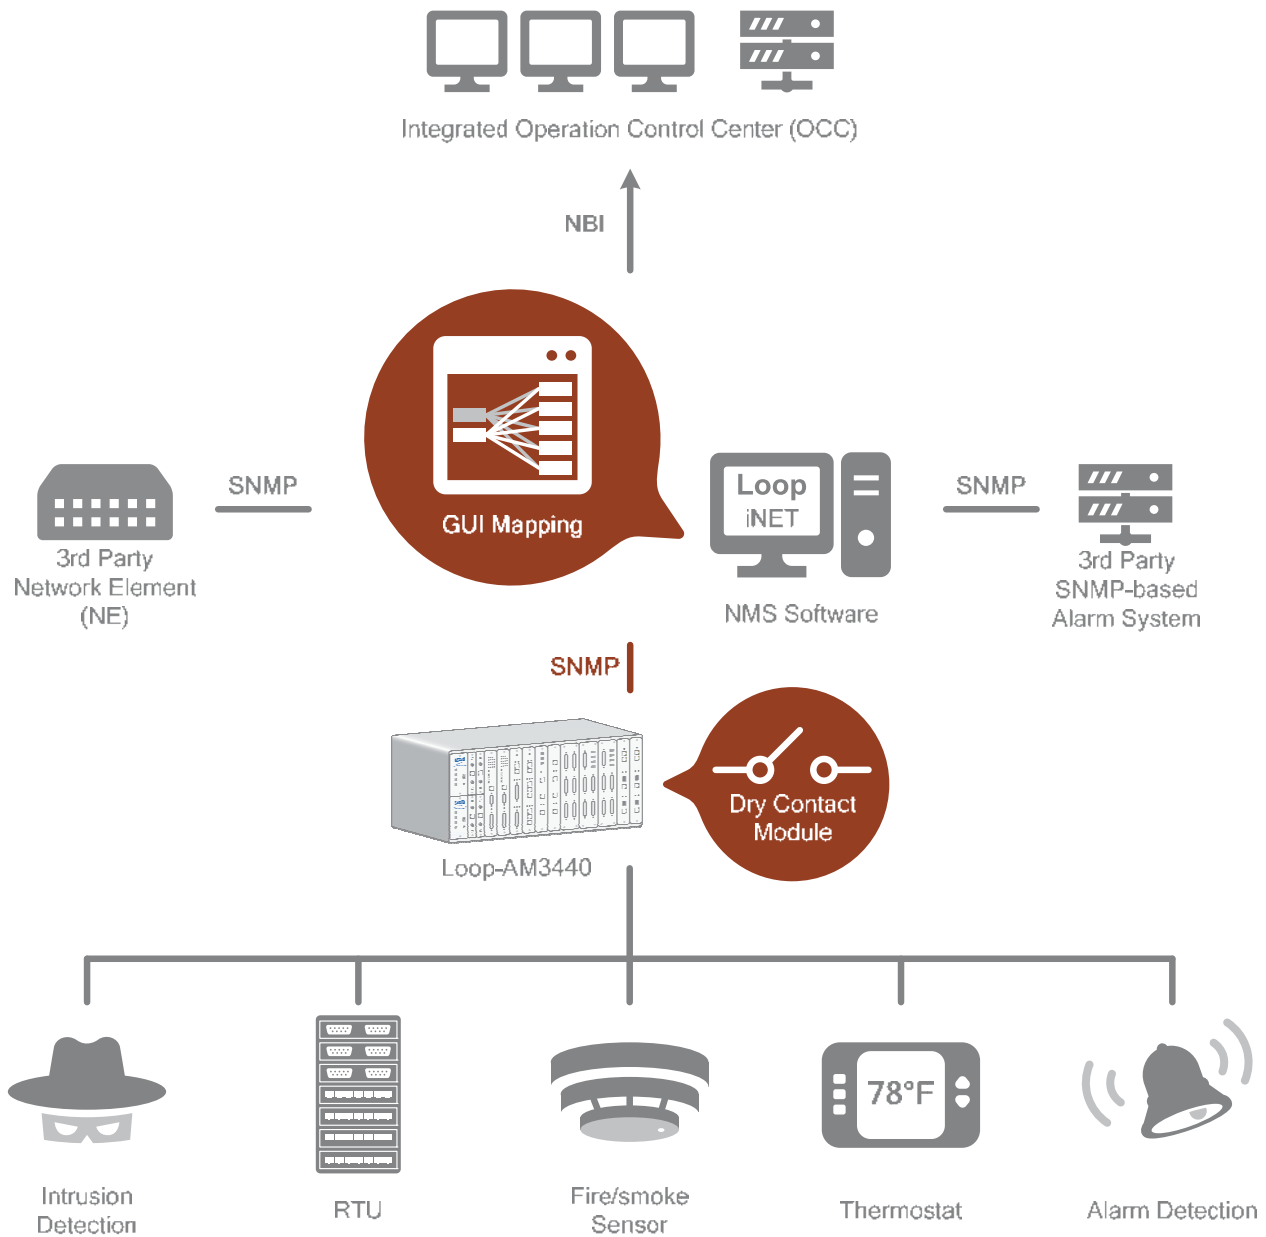 Integrated Operation Control Center (OCC)
NBI
GUI Mapping
SNMP
3rd Party
Network Element
(NE)
Loop
iNET
NMS Software
SNMP
3rd Party
SNMP-based
Alarm System
SNMP
Loop-AM3440
Dry Contact
Module
Intrusion
Detection
RTU
Fire/smoke
Sensor
78°F
Thermostat
Alarm Detection